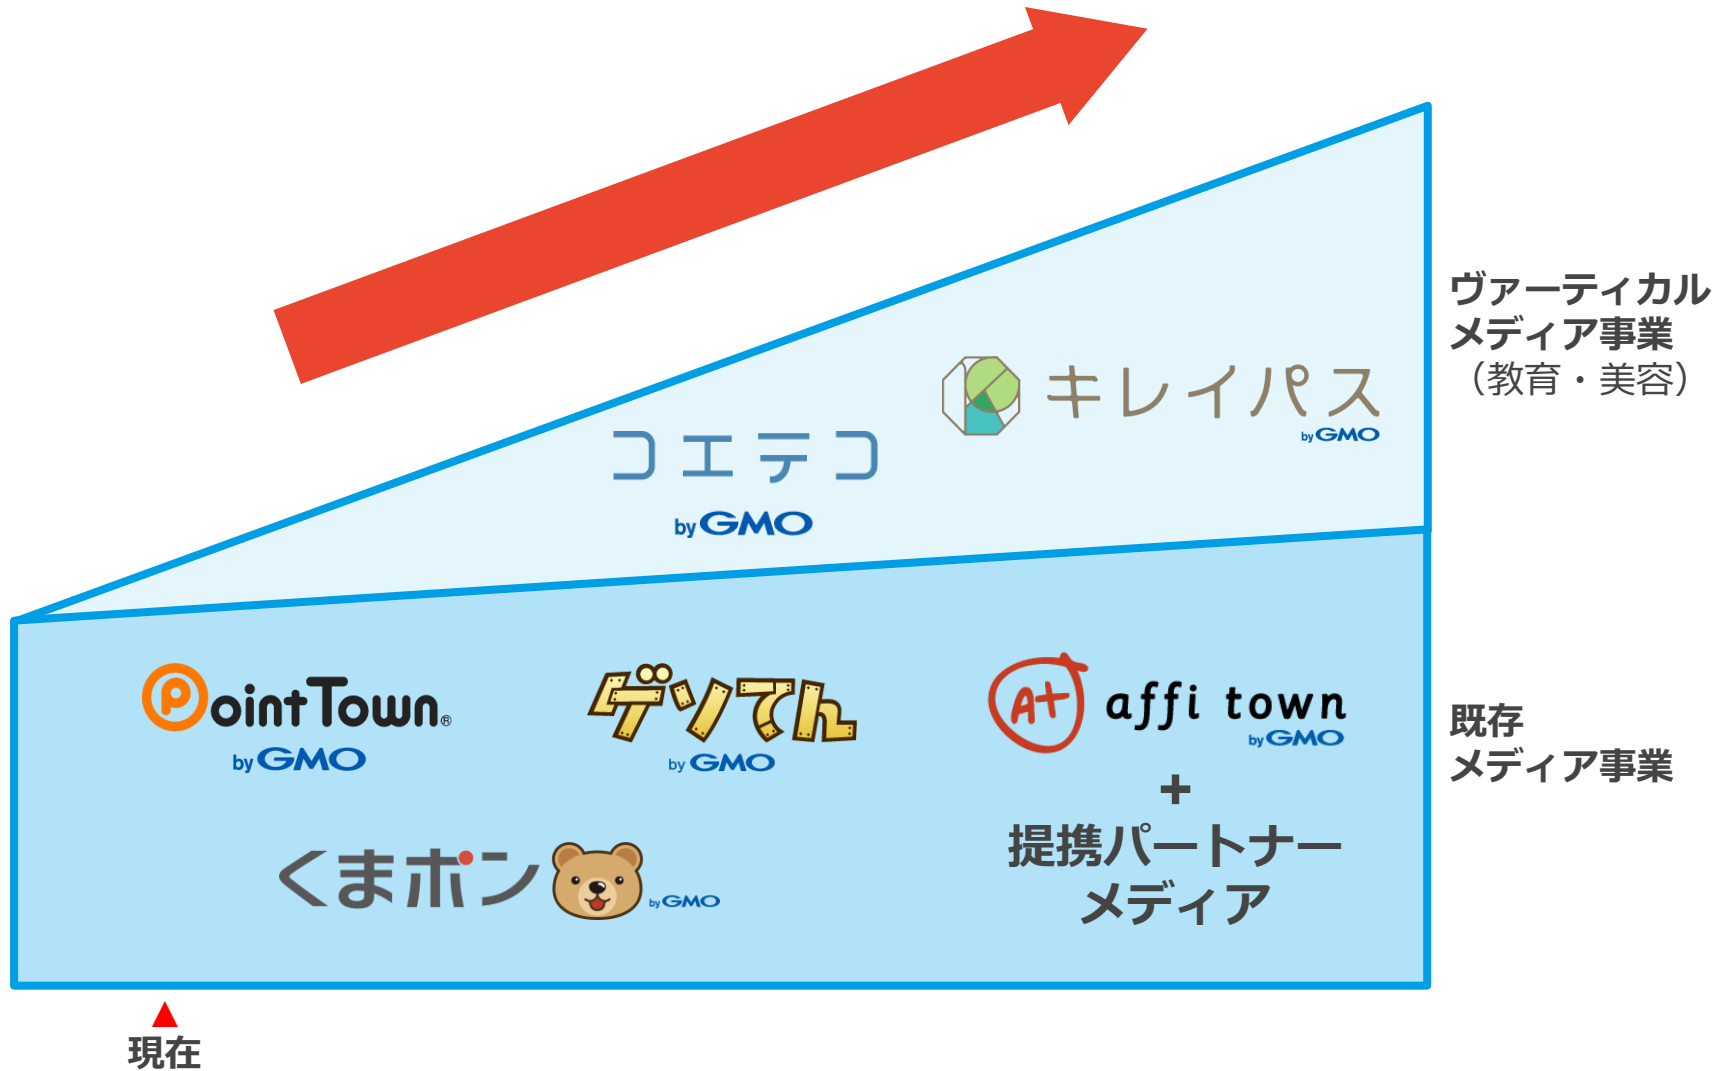 ヴァーティカル
メディア事業
（教育・美容）
キレイパス
by GMO
コエテコ
by GMO
Point Town®
by GMO
ゲソてん
by GMO
A+ affi town
by GMO
+
提携パートナー
メディア
くまポン by GMO
既存
メディア事業
▲
現在